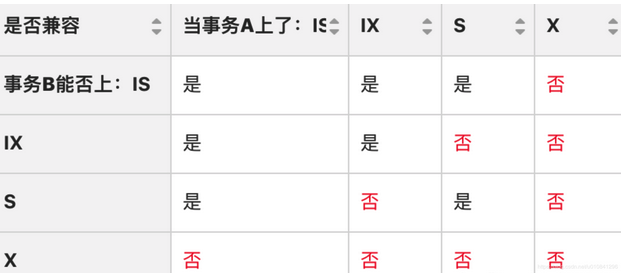 是否兼容 当事务A上了：IS IX S X
事务B能否上：IS 是 是 是 否
IX 是 是 否 否
S 是 否 是 否
X 否 否 否 否